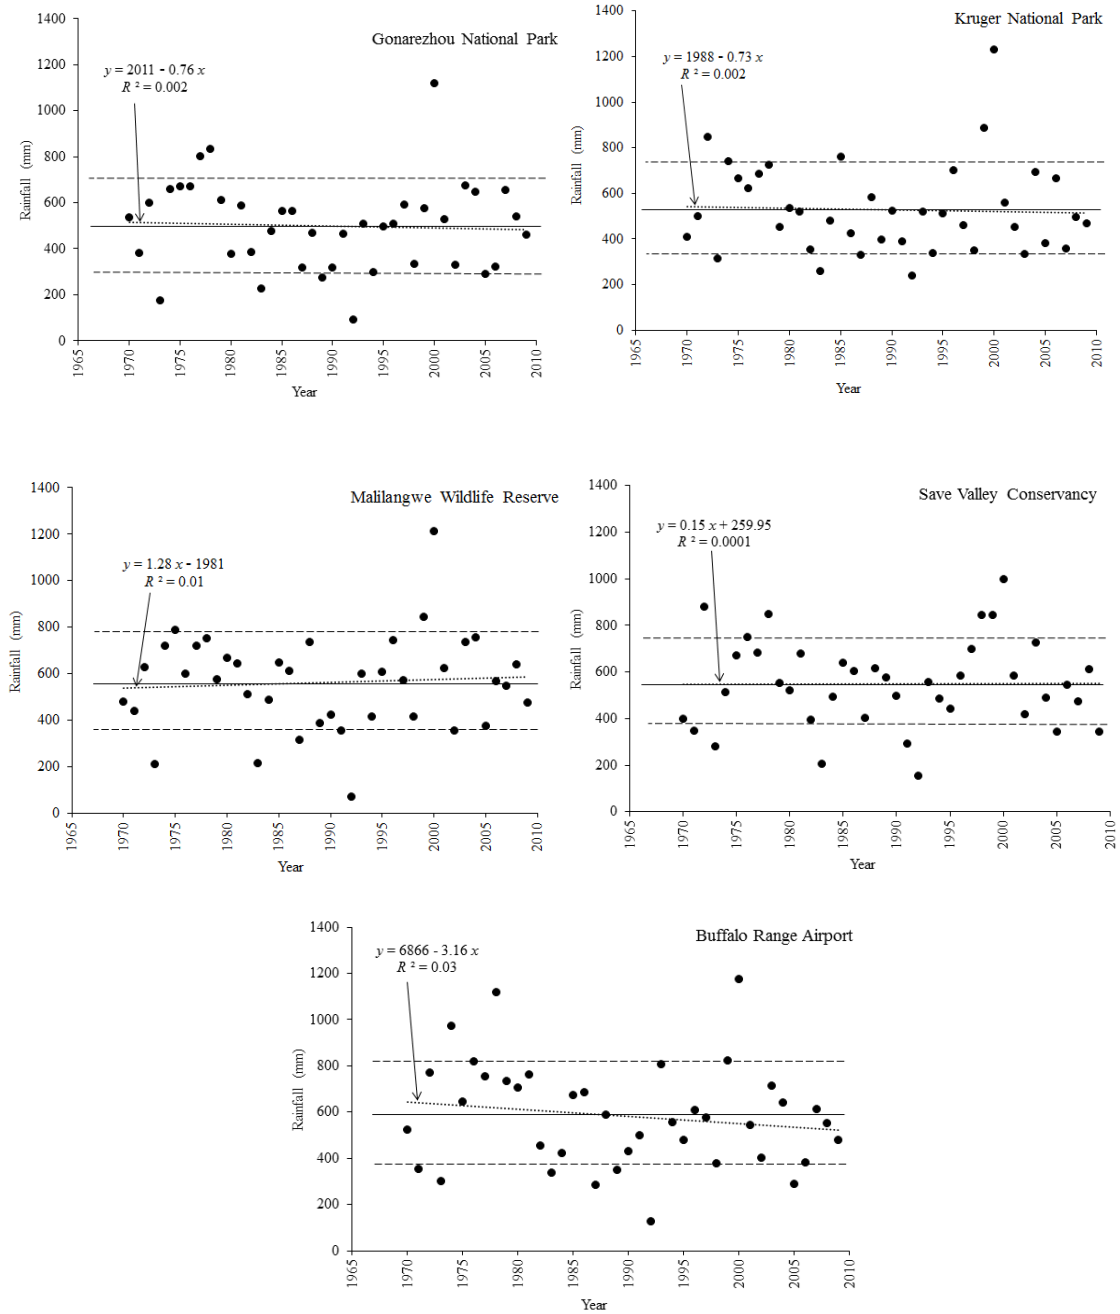 Gonarezhou National Park
y = 2011 - 0.76 x
R ² = 0.002
Rainfall (mm)
1400
1200
1000
800
600
400
200
0
1965 1970 1975 1980 1985 1990 1995 2000 2005 2010
Year
Kruger National Park
y = 1988 - 0.73 x
R ² = 0.002
Rainfall (mm)
1400
1200
1000
800
600
400
200
0
1965 1970 1975 1980 1985 1990 1995 2000 2005 2010
Year
Malilangwe Wildlife Reserve
y = 1.28 x - 1981
R ² = 0.01
Rainfall (mm)
1400
1200
1000
800
600
400
200
0
1965 1970 1975 1980 1985 1990 1995 2000 2005 2010
Year
Save Valley Conservancy
y = 0.15 x + 259.95
R ² = 0.0001
Rainfall (mm)
1400
1200
1000
800
600
400
200
0
1965 1970 1975 1980 1985 1990 1995 2000 2005 2010
Year
Buffalo Range Airport
y = 6866 - 3.16 x
R ² = 0.03
Rainfall (mm)
1400
1200
1000
800
600
400
200
0
1965 1970 1975 1980 1985 1990 1995 2000 2005 2010
Year